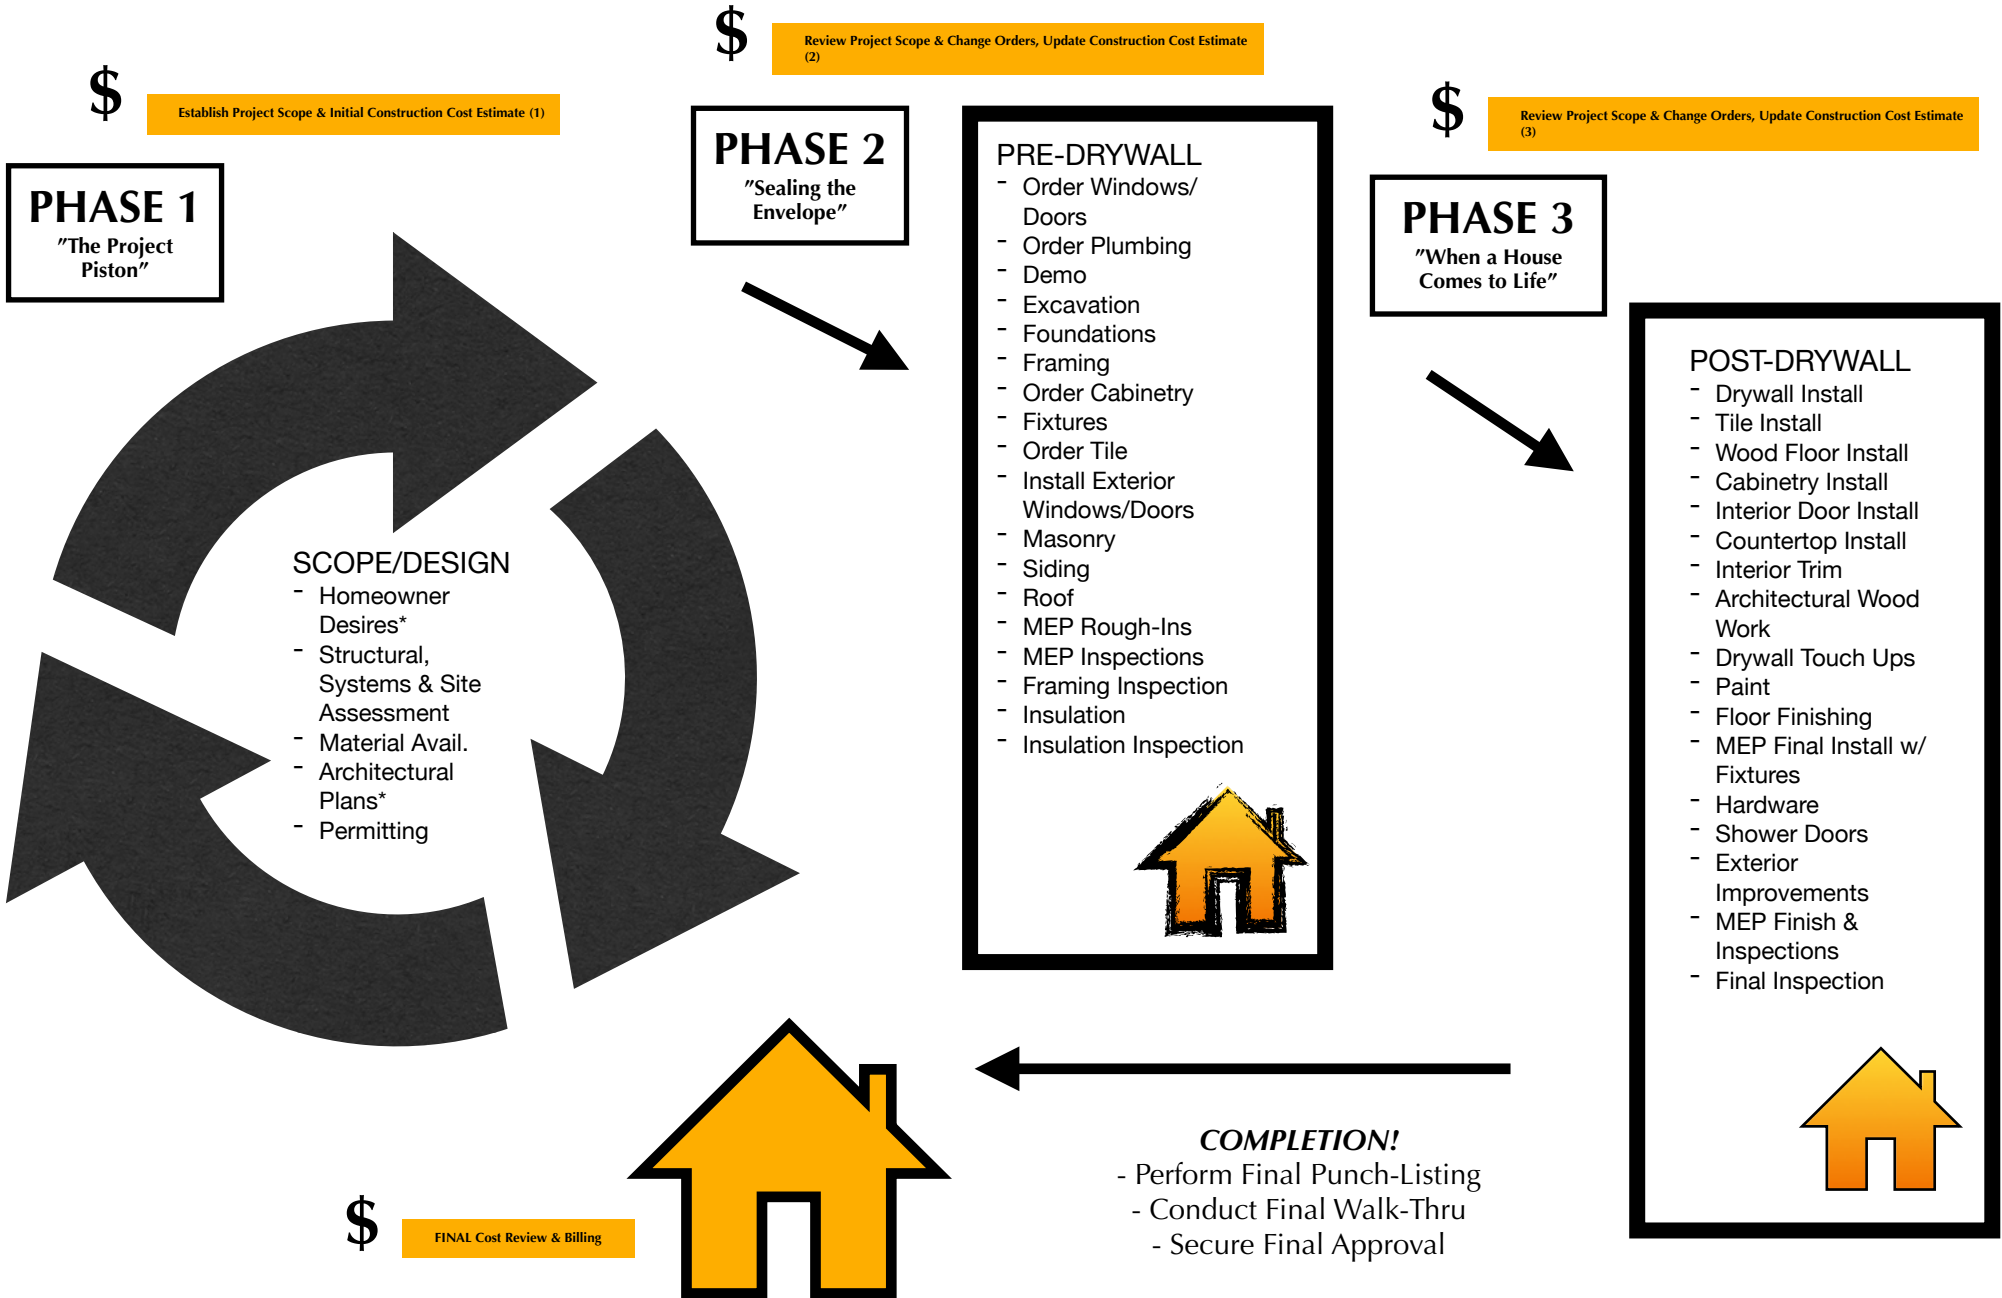 $
Establish Project Scope & Initial Construction Cost Estimate (1)
PHASE 1
"The Project
Piston"
SCOPE/DESIGN
- Homeowner
Desires*
- Structural,
Systems & Site
Assessment
- Material Avail.
- Architectural
Plans*
- Permitting
$
Review Project Scope & Change Orders, Update Construction Cost Estimate
(2)
PHASE 2
"Sealing the
Envelope"
PRE-DRYWALL
- Order Windows/
Doors
- Order Plumbing
- Demo
- Excavation
- Foundations
- Framing
- Order Cabinetry
- Fixtures
- Order Tile
- Install Exterior
Windows/Doors
- Masonry
- Siding
- Roof
- MEP Rough-Ins
- MEP Inspections
- Framing Inspection
- Insulation
- Insulation Inspection
$
Review Project Scope & Change Orders, Update Construction Cost Estimate
(3)
PHASE 3
"When a House
Comes to Life"
POST-DRYWALL
- Drywall Install
- Tile Install
- Wood Floor Install
- Cabinetry Install
- Interior Door Install
- Countertop Install
- Interior Trim
- Architectural Wood
Work
- Drywall Touch Ups
- Paint
- Floor Finishing
- MEP Final Install w/
Fixtures
- Hardware
- Shower Doors
- Exterior
Improvements
- MEP Finish &
Inspections
- Final Inspection
COMPLETION!
- Perform Final Punch-Listing
- Conduct Final Walk-Thru
- Secure Final Approval
$
FINAL Cost Review & Billing